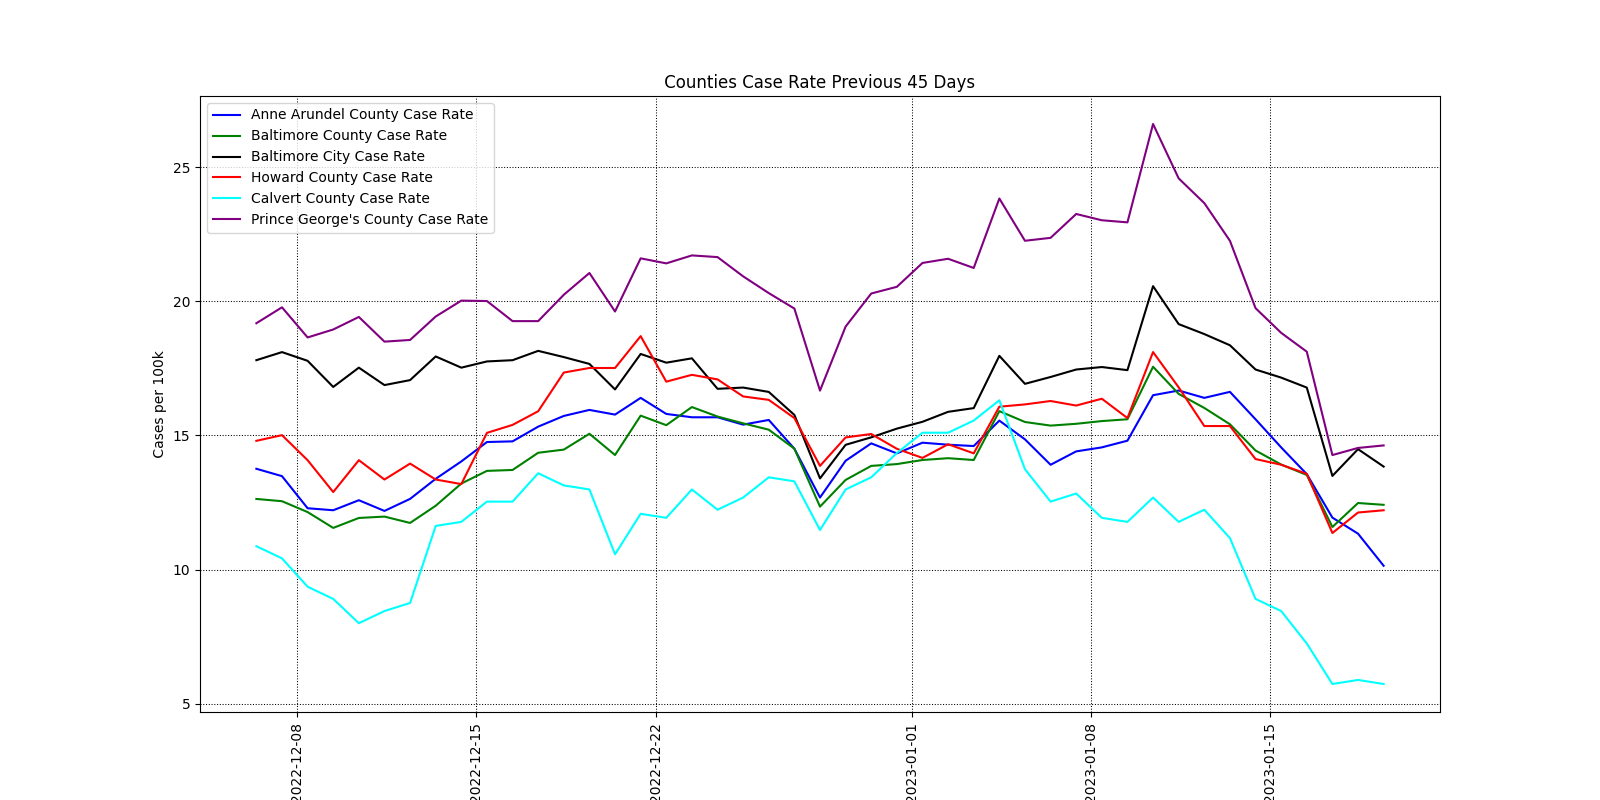 Counties Case Rate Previous 45 Days
Anne Arundel County Case Rate
Baltimore County Case Rate
Baltimore City Case Rate
Howard County Case Rate
Calvert County Case Rate
Prince George's County Case Rate
Cases per 100k
25
20
15
10
5
2022-12-08
2022-12-15
2022-12-22
2023-01-01
2023-01-08
2023-01-15